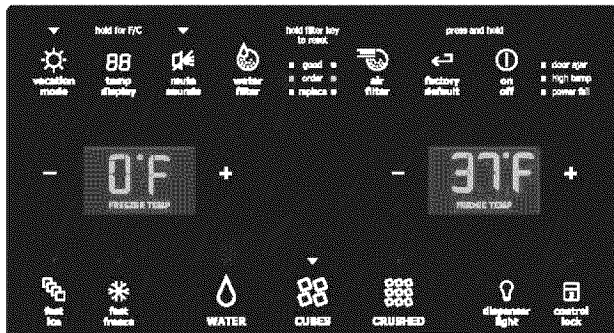 hold for F/C
hold filter key
to reset
press and hold
88
vacation
mode
temp
display
mute
sounds
water
filter
good
order
replace
air
filter
factory
default
on
off
door ajar
high temp
power fail
− 0°F +
FREEZER TEMP
− 37°F +
FRIDGE TEMP
fast
ice
fast
freeze
WATER
CUBES
CRUSHED
dispenser
light
control
lock